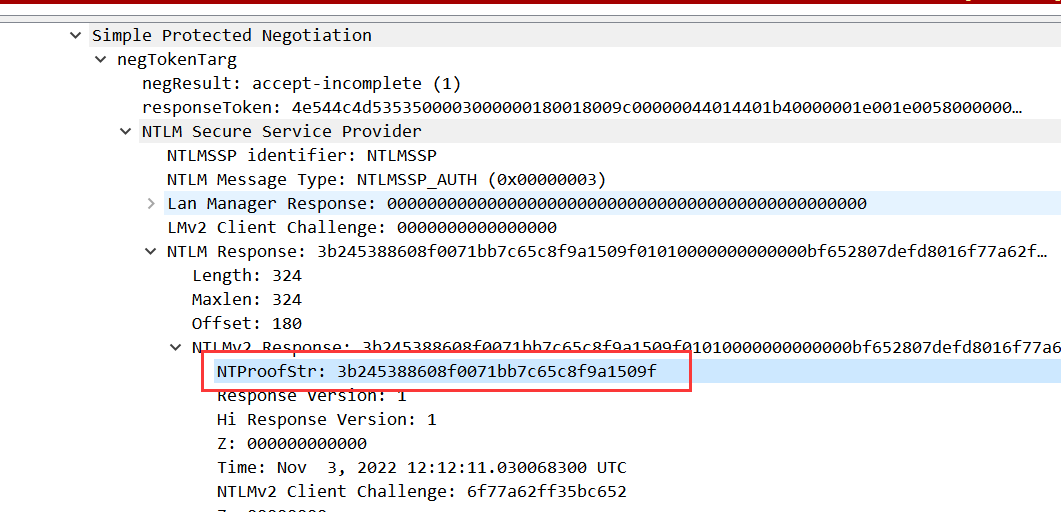 Simple Protected Negotiation
negTokenTarg
negResult: accept-incomplete (1)
responseToken: 4e544c4d5353500003000000180018009c00000044014401b40000001e001e0058000000…
NTLM Secure Service Provider
NTLMSSP identifier: NTLMSSP
NTLM Message Type: NTLMSSP_AUTH (0x00000003)
Lan Manager Response: 000000000000000000000000000000000000000000000000
LMv2 Client Challenge: 0000000000000000
NTLM Response: 3b245388608f0071bb7c65c8f9a1509f01010000000000000bf652807defd8016f77a62f…
Length: 324
Maxlen: 324
Offset: 180
NTLMv2 Response: 3b245388608f0071bb7c65c8f9a1509f01010000000000000bf652807defd8016f77a6
NTProofStr: 3b245388608f0071bb7c65c8f9a1509f
Response Version: 1
Hi Response Version: 1
Z: 000000000000
Time: Nov  3, 2022 12:12:11.030068300 UTC
NTLMv2 Client Challenge: 6f77a62ff35bc652
Z: 00000000